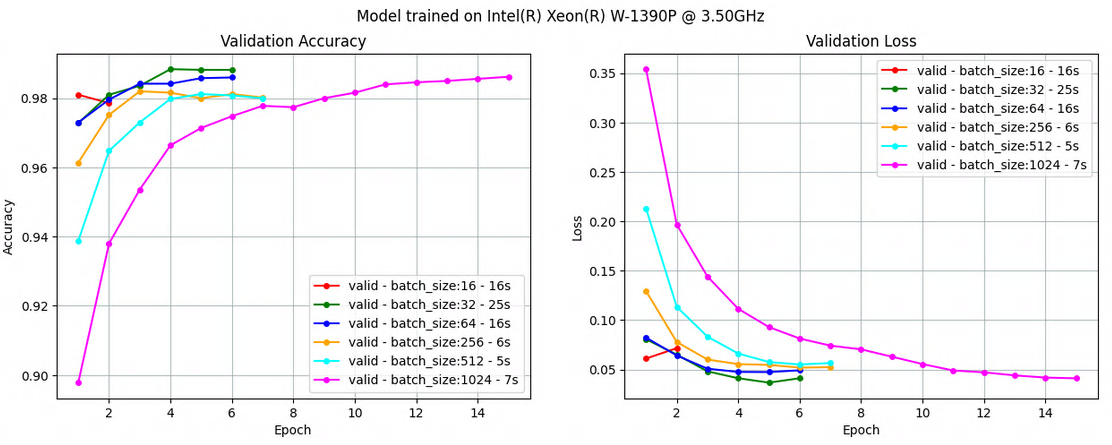 Model trained on Intel(R) Xeon(R) W-1390P @ 3.50GHz
Validation Accuracy
Accuracy
0.98
0.96
0.94
0.92
0.90
valid - batch_size:16 - 16s
valid - batch_size:32 - 25s
valid - batch_size:64 - 16s
valid - batch_size:256 - 6s
valid - batch_size:512 - 5s
valid - batch_size:1024 - 7s
2 4 6 8 10 12 14
Epoch
Validation Loss
Loss
0.35
0.30
0.25
0.20
0.15
0.10
0.05
valid - batch_size:16 - 16s
valid - batch_size:32 - 25s
valid - batch_size:64 - 16s
valid - batch_size:256 - 6s
valid - batch_size:512 - 5s
valid - batch_size:1024 - 7s
2 4 6 8 10 12 14
Epoch